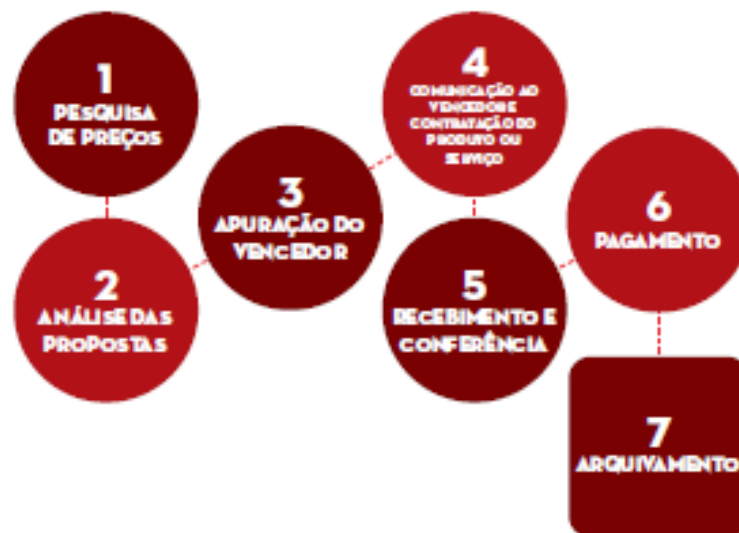 1
PESQUISA
DE PREÇOS
2
ANÁLISE DAS
PROPOSTAS
3
APURAÇÃO DO
VENCEDOR
4
COMUNICAÇÃO AO
VENCEDOR E
CONTRATAÇÃO DO
PRODUTO OU
SERVIÇO
5
RECEBIMENTO E
CONFERÊNCIA
6
PAGAMENTO
7
ARQUIVAMENTO